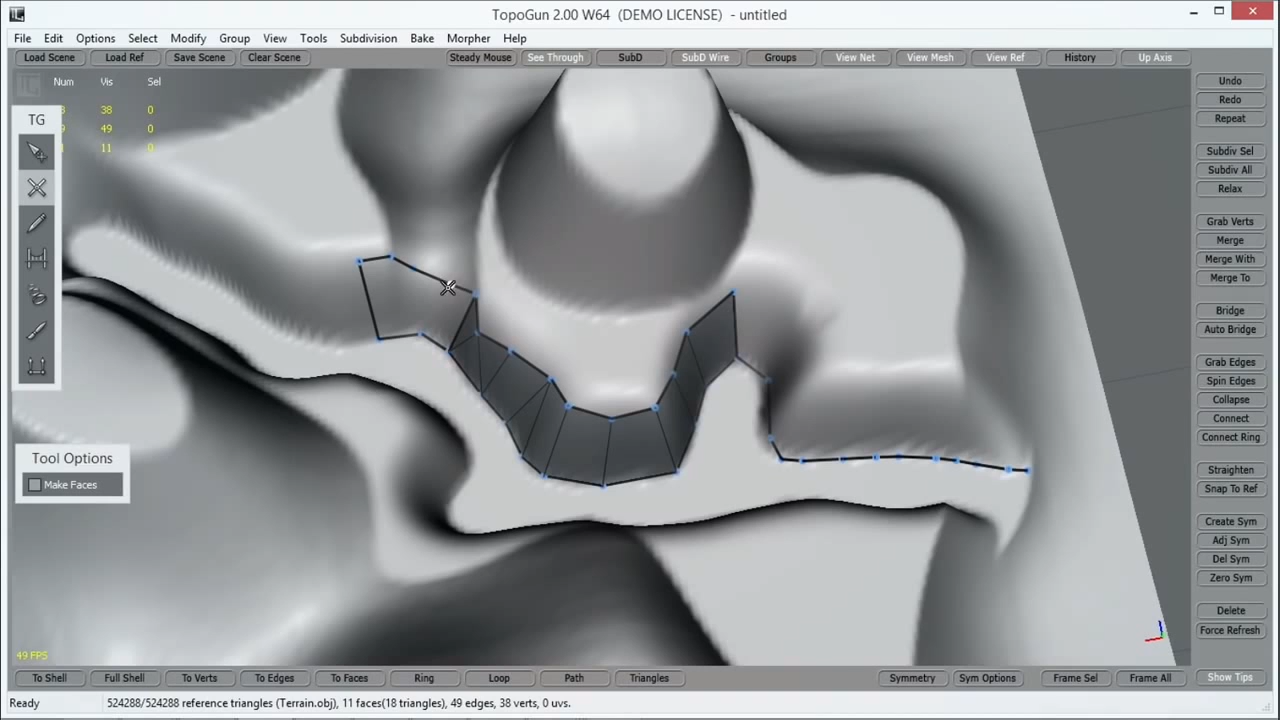 TopoGun 2.00 W64 (DEMO LICENSE) - untitled
File Edit Options Select Modify Group View Tools Subdivision Bake Morpher Help
Load Scene Load Ref Save Scene Clear Scene Steady Mouse See Through SubD SubD Wire Groups View Net View Mesh View Ref History Up Axis
Num Vis Sel
8 38 0
9 49 0
1 11 0
TG
Tool Options
Make Faces
Undo
Redo
Repeat
Subdiv Sel
Subdiv All
Relax
Grab Verts
Merge
Merge With
Merge To
Bridge
Auto Bridge
Grab Edges
Spin Edges
Collapse
Connect
Connect Ring
Straighten
Snap To Ref
Create Sym
Adj Sym
Del Sym
Zero Sym
Delete
Force Refresh
49 FPS
To Shell Full Shell To Verts To Edges To Faces Ring Loop Path Triangles Symmetry Sym Options Frame Sel Frame All Show Tips
Ready 524288/524288 reference triangles (Terrain.obj), 11 faces(18 triangles), 49 edges, 38 verts, 0 uvs.